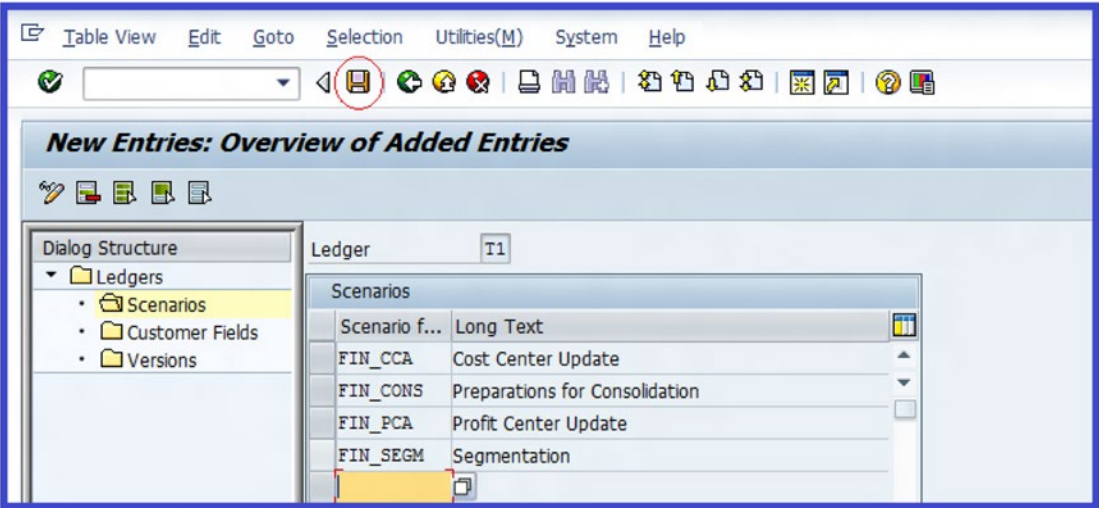 Table View Edit Goto Selection Utilities(M) System Help
New Entries: Overview of Added Entries
Dialog Structure
Ledgers
Scenarios
Customer Fields
Versions
Ledger T1
Scenarios
Scenario f... Long Text
FIN_CCA Cost Center Update
FIN_CONS Preparations for Consolidation
FIN_PCA Profit Center Update
FIN_SEGM Segmentation